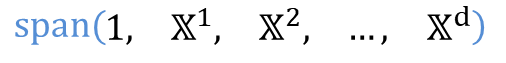 span(1, 𝕏¹, 𝕏², …, 𝕏ᵈ)